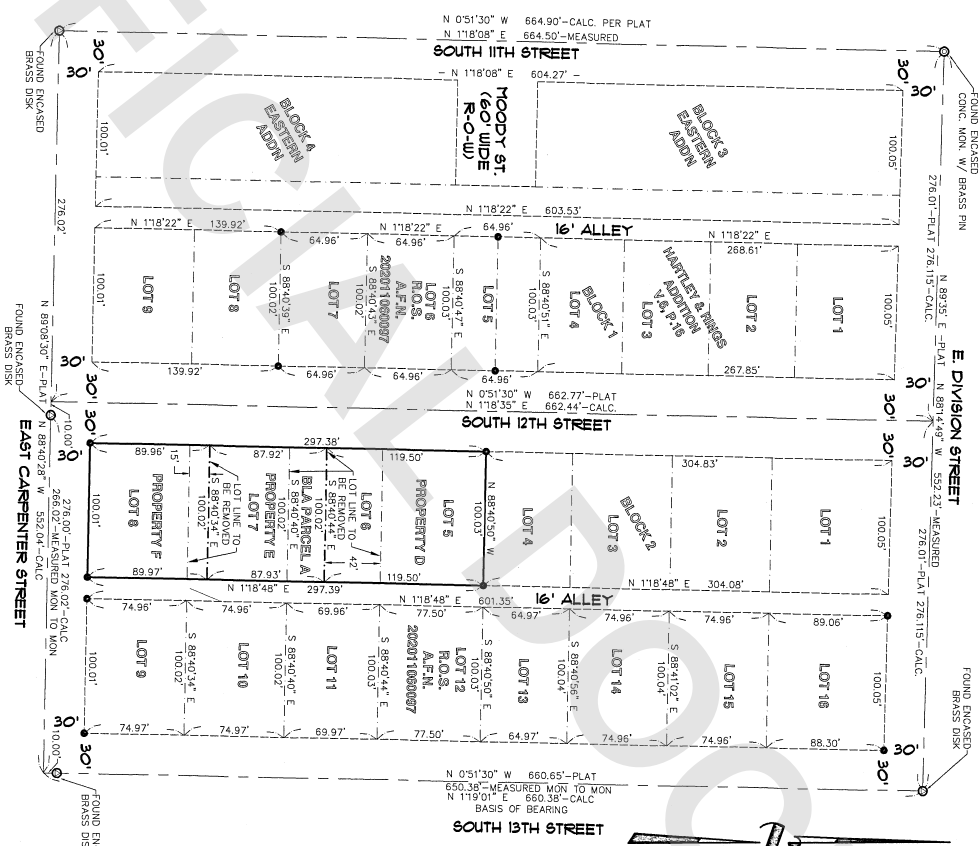 N 0°51'30" W 664.90'-CALC. PER PLAT
N 1°18'08" E 664.50'-MEASURED
SOUTH 11TH STREET
FOUND ENCASED
BRASS DISK
30'
30'
N 1°18'08" E 604.27'
30'
30'
FOUND ENCASED
CONC. MON. W/ BRASS PIN
MOODY ST.
(60' WIDE
R-O-W)
BLOCK 4
EASTERN
ADD'N
BLOCK 3
EASTERN
ADD'N
100.01'
100.05'
276.02'
276.01'-PLAT 276.115'-CALC.
N 1°18'22" E 603.53'
16' ALLEY
N 1°18'22" E 139.92'
N 1°18'22" E
64.96'
64.96'
64.96'
N 1°18'22" E
268.61'
100.01'
LOT 9
LOT 8
S 88°40'39" E
100.02'
LOT 7
S 88°40'43" E
100.02'
LOT 6
R.O.S.
A.F.N.
202011060097
S 88°40'47" E
100.03'
LOT 5
S 88°40'51" E
100.03'
LOT 4
BLOCK 1
LOT 3
HARTLEY & RINGS
ADDITION
V.6, P.16
LOT 2
LOT 1
100.05'
139.92'
64.96'
64.96'
64.96'
267.85'
30'
30'
30'
30'
N 89°08'30" E-PLAT N 88°40'28" W 552.04'-CALC
N 89°35' E-PLAT N 88°14'49" W 552.23'-MEASURED
E. DIVISION STREET
FOUND ENCASED
BRASS DISK
N 0°51'30" W 662.77'-PLAT
N 1°18'35" E 662.44'-CALC.
SOUTH 12TH STREET
10.00'
EAST CARPENTER STREET
30'
30'
30'
30'
297.38'
89.96'
87.92'
119.50'
304.83'
100.01'
PROPERTY F
LOT 8
15'
S 88°40'34" E
100.02'
LOT LINE TO
BE REMOVED
PROPERTY E
LOT 7
S 88°40'40" E
100.02'
BLA PARCEL A
S 88°40'44" E
100.02'
LOT LINE TO
BE REMOVED
LOT 6
42'
PROPERTY D
LOT 5
N 88°40'50" W
100.03'
LOT 4
LOT 3
BLOCK 2
LOT 2
LOT 1
100.05'
276.00'-PLAT 276.02'-CALC
266.02'-MEASURED MON TO MON
276.01'-PLAT 276.115'-CALC.
89.97'
87.93'
119.50'
N 1°18'48" E 297.39'
N 1°18'48" E 304.08'
N 1°18'48" E 601.35'
16' ALLEY
74.96'
74.96'
69.96'
77.50'
64.97'
74.96'
74.96'
89.06'
100.01'
LOT 9
S 88°40'34" E
100.02'
LOT 10
S 88°40'40" E
100.02'
LOT 11
S 88°40'44" E
100.03'
LOT 12
R.O.S.
A.F.N.
202011060097
S 88°40'50" E
100.03'
LOT 13
S 88°40'56" E
100.04'
LOT 14
S 88°41'02" E
100.04'
LOT 15
LOT 16
100.05'
74.97'
74.97'
69.97'
77.50'
64.97'
74.96'
74.96'
88.30'
30'
30'
30'
30'
10.00'
FOUND ENCASED
BRASS DISK
N 0°51'30" W 660.65'-PLAT
650.38'-MEASURED MON TO MON
N 1°19'01" E 660.38'-CALC
BASIS OF BEARING
SOUTH 13TH STREET
FOUND EN
BRASS DIS
FICIAL DOC